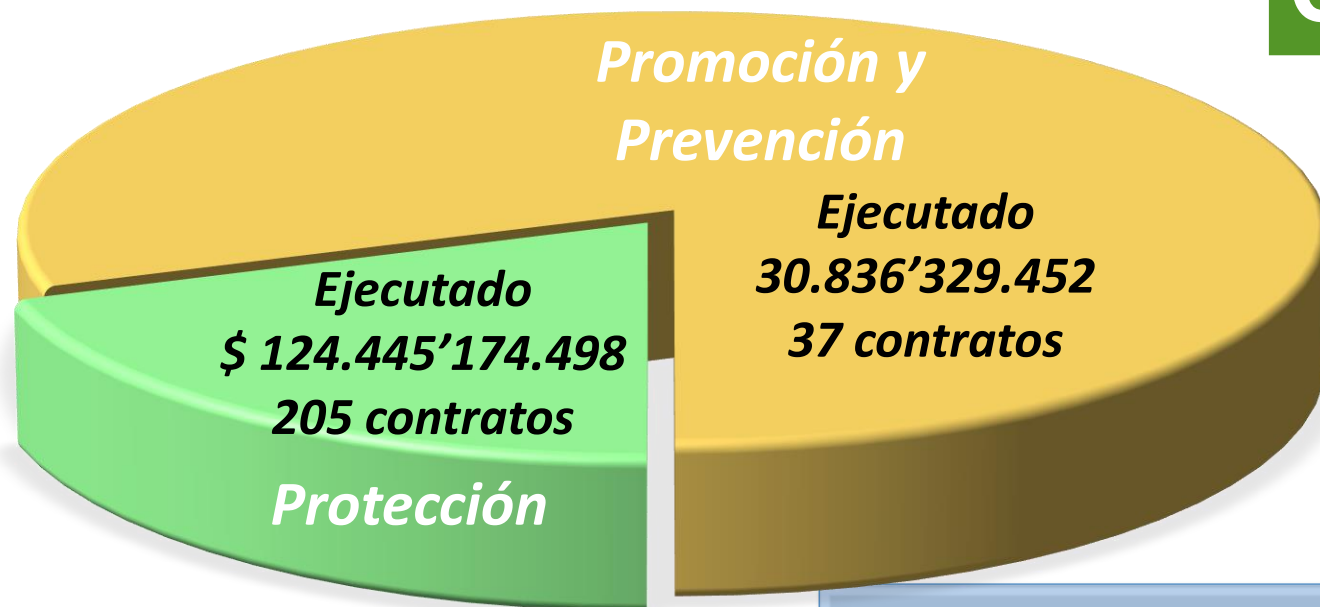 Promoción y
Prevención
Ejecutado
30.836’329.452
37 contratos
Ejecutado
$ 124.445’174.498
205 contratos
Protección